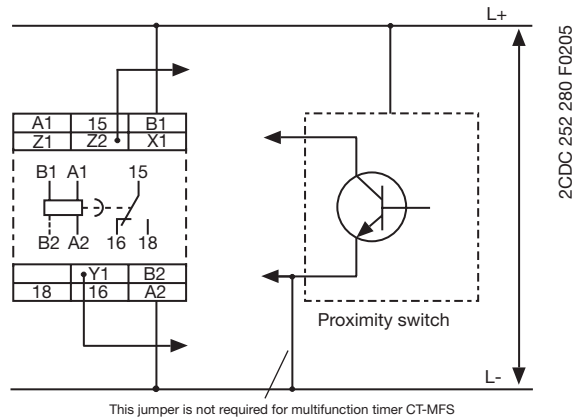 L+
2CDC 252 280 F0205
A1 15 B1
Z1 Z2 X1
B1 A1 15
B2 A2 16 18
Y1 B2
18 16 A2
Proximity switch
L-
This jumper is not required for multifunction timer CT-MFS